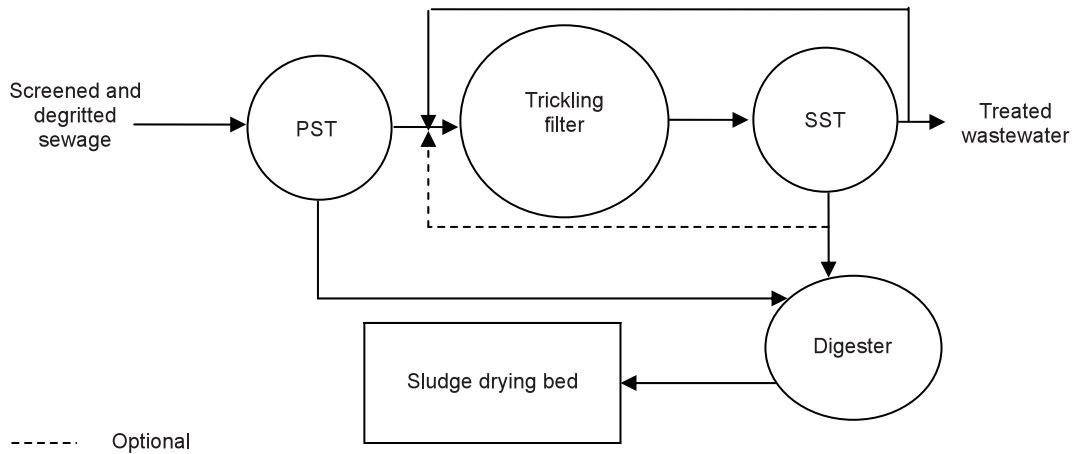 Screened and
degritted
sewage
PST
Trickling
filter
SST
Treated
wastewater
Digester
Sludge drying bed
Optional